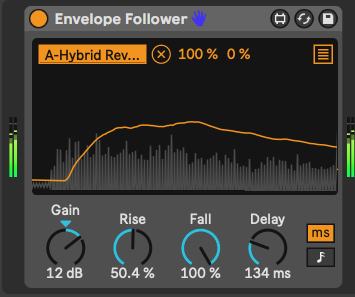 Envelope Follower
A-Hybrid Rev... 100 % 0 %
Gain Rise Fall Delay
ms
12 dB 50.4 % 100 % 134 ms